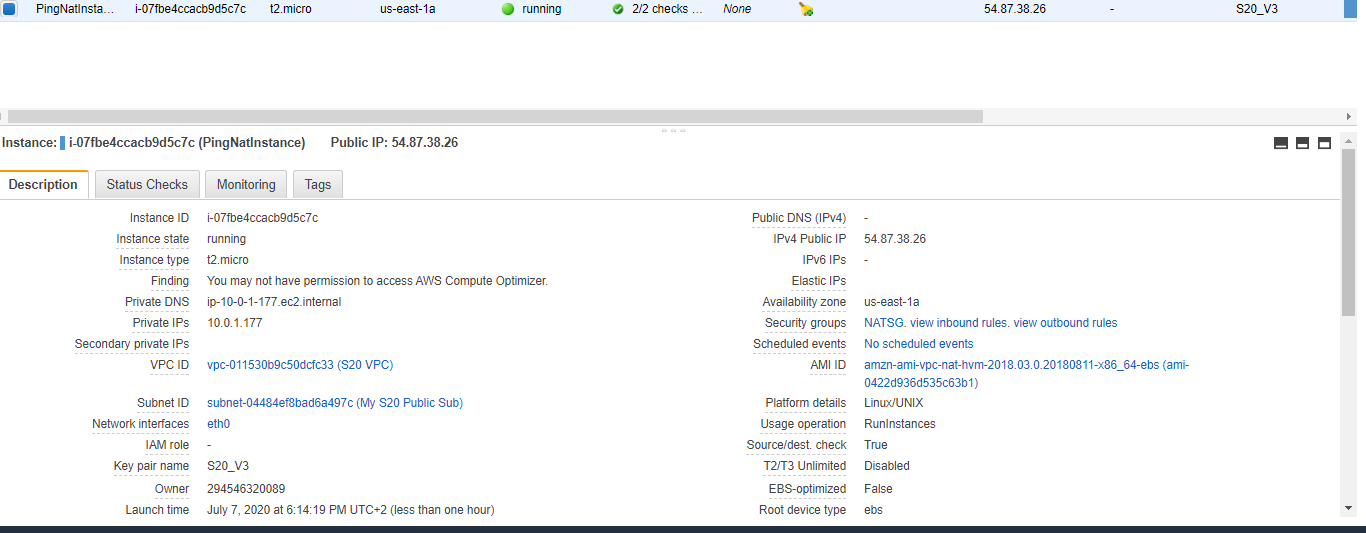 PingNatInsta… i-07fbe4ccacb9d5c7c t2.micro us-east-1a running 2/2 checks … None 54.87.38.26 - S20_V3
Instance: i-07fbe4ccacb9d5c7c (PingNatInstance) Public IP: 54.87.38.26
Description Status Checks Monitoring Tags
Instance ID i-07fbe4ccacb9d5c7c Public DNS (IPv4) -
Instance state running IPv4 Public IP 54.87.38.26
Instance type t2.micro IPv6 IPs -
Finding You may not have permission to access AWS Compute Optimizer. Elastic IPs
Private DNS ip-10-0-1-177.ec2.internal Availability zone us-east-1a
Private IPs 10.0.1.177 Security groups NATSG. view inbound rules. view outbound rules
Secondary private IPs Scheduled events No scheduled events
VPC ID vpc-011530b9c50dcfc33 (S20 VPC) AMI ID amzn-ami-vpc-nat-hvm-2018.03.0.20180811-x86_64-ebs (ami-
0422d936d535c63b1)
Subnet ID subnet-04484ef8bad6a497c (My S20 Public Sub) Platform details Linux/UNIX
Network interfaces eth0 Usage operation RunInstances
IAM role - Source/dest. check True
Key pair name S20_V3 T2/T3 Unlimited Disabled
Owner 294546320089 EBS-optimized False
Launch time July 7, 2020 at 6:14:19 PM UTC+2 (less than one hour) Root device type ebs